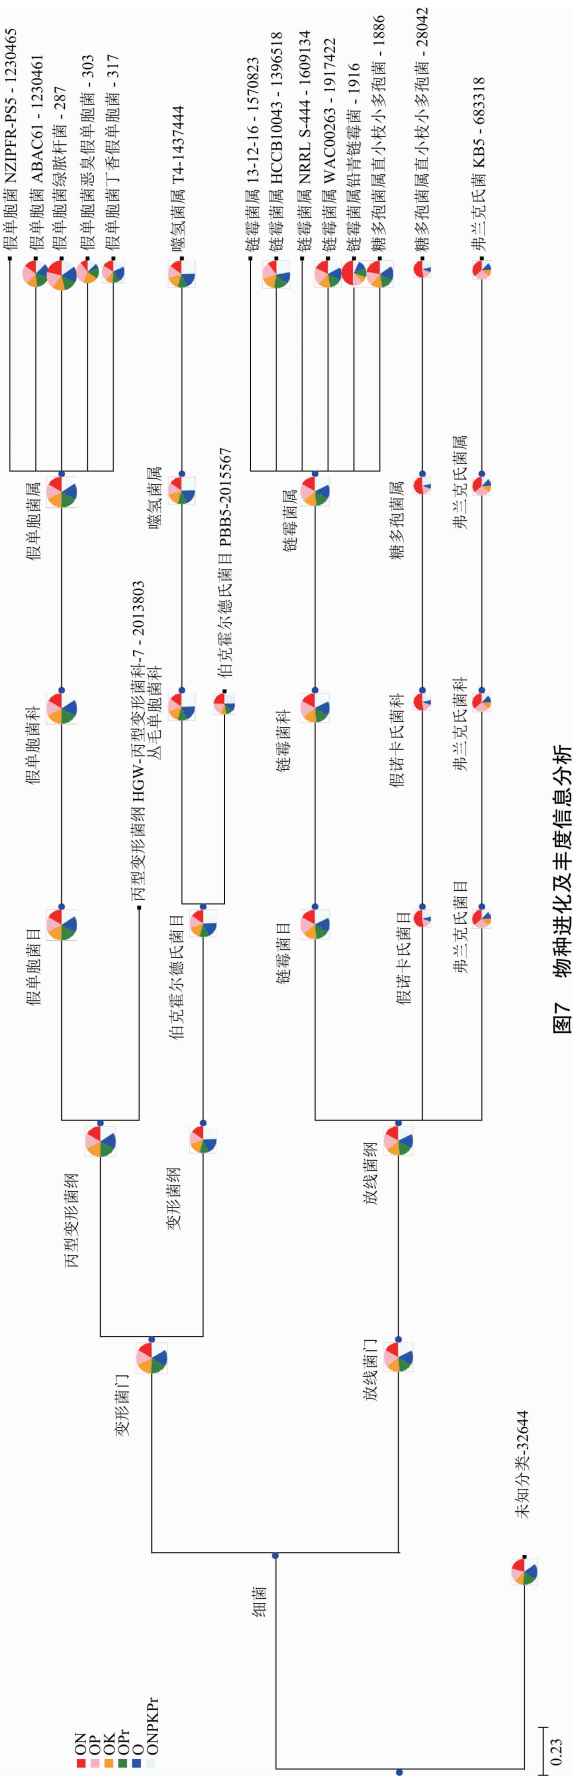 假单胞菌 NZIPFR-PS5 - 1230465
假单胞菌 ABAC61 - 1230461
假单胞菌绿脓杆菌 - 287
假单胞菌恶臭假单胞菌 - 303
假单胞菌丁香假单胞菌 - 317
噬氢菌属 T4-1437444
链霉菌属 13-12-16 - 1570823
链霉菌属 HCCB10043 - 1396518
链霉菌属 NRRL S-444 - 1609134
链霉菌属 WAC00263 - 1917422
链霉菌属铅青链霉菌 - 1916
糖多孢菌属直小枝小多孢菌 - 1886
糖多孢菌属直小枝小多孢菌 - 28042
弗兰克氏菌 KB5 - 683318
假单胞菌属
噬氢菌属
伯克霍尔德氏菌目 PBB5-2015567
链霉菌属
糖多孢菌属
弗兰克氏菌属
假单胞菌科
丙型变形菌纲 HGW-丙型变形菌科-7 - 2013803
丛毛单胞菌科
链霉菌科
假诺卡氏菌科
弗兰克氏菌科
假单胞菌目
伯克霍尔德氏菌目
链霉菌目
假诺卡氏菌目
弗兰克氏菌目
丙型变形菌纲
变形菌纲
放线菌纲
变形菌门
放线菌门
细菌
未知分类-32644
ON
OP
OK
OPr
O
ONPKPr
0.23
图7 物种进化及丰度信息分析